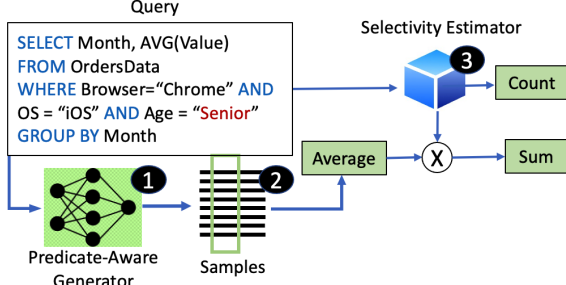 Query
SELECT Month, AVG(Value)
FROM OrdersData
WHERE Browser=“Chrome” AND
OS = “iOS” AND Age = “Senior”
GROUP BY Month
Selectivity Estimator
3
Count
Average
X
Sum
1
2
Predicate-Aware
Generator
Samples